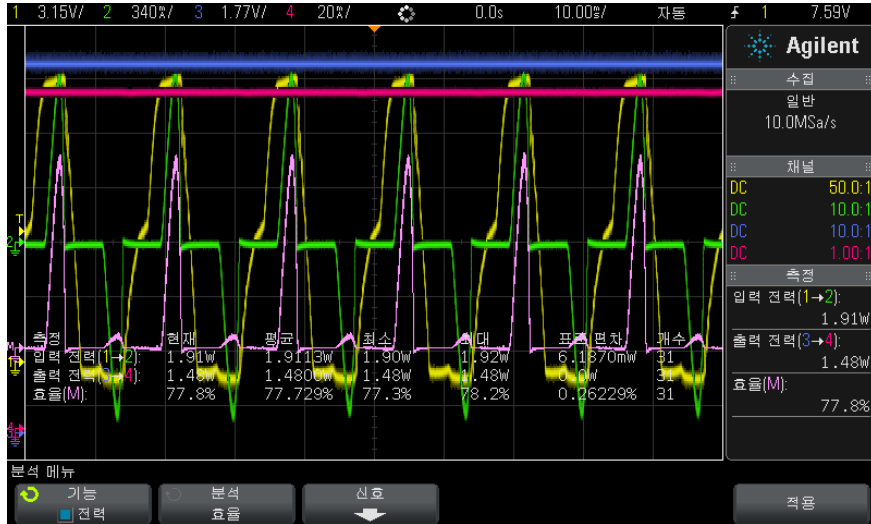 1 3.15V/ 2 340㎷/ 3 1.77V/ 4 20㎷/ 0.0s 10.00㎳/ 자동 1 7.59V
Agilent
수집
일반
10.0MSa/s
채널
DC 50.0:1
DC 10.0:1
DC 10.0:1
DC 1.00:1
측정
입력 전력(1→2):
1.91W
출력 전력(3→4):
1.48W
효율(M):
77.8%
T
2
M
1
4
측정 현재 평균 최소 최대 표준 편차 개수
입력 전력(1→2): 1.91W 1.9113W 1.90W 1.92W 6.1870mW 31
출력 전력(3→4): 1.48W 1.4800W 1.48W 1.48W 0.0W 31
효율(M): 77.8% 77.729% 77.3% 78.2% 0.26229% 31
분석 메뉴
기능 분석 신호
전력 효율
적용